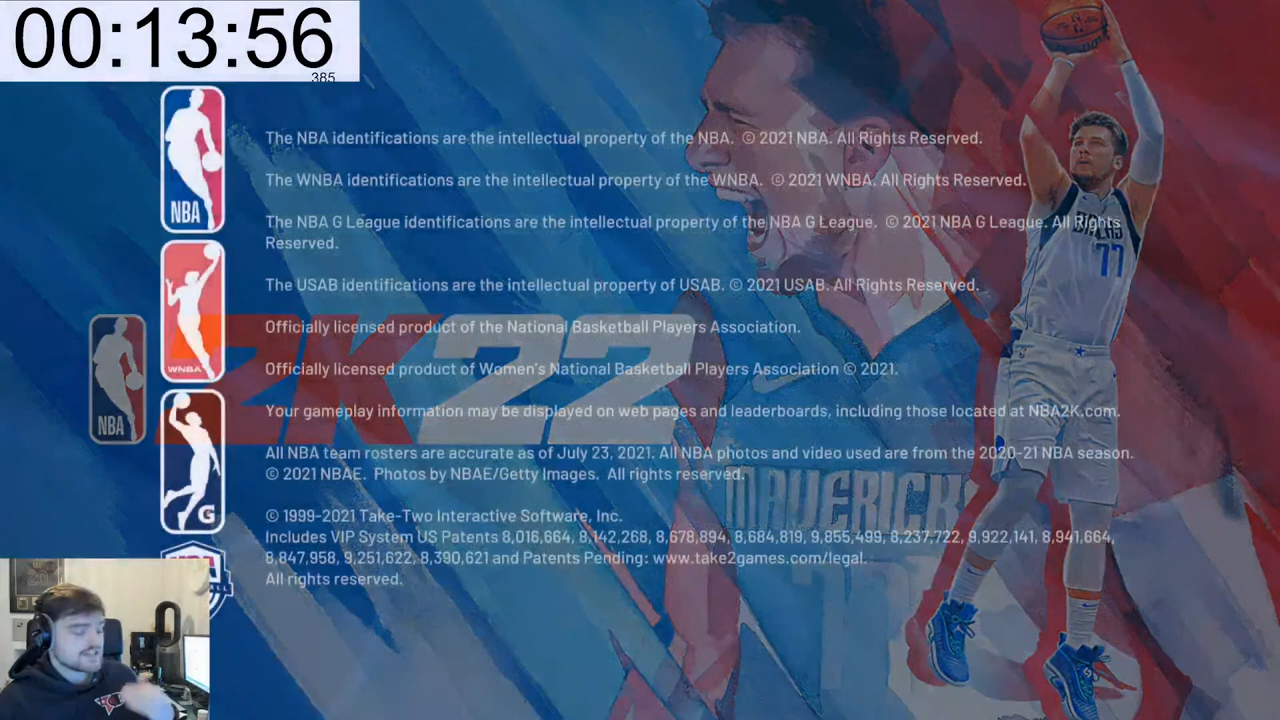 00:13:56
385
The NBA identifications are the intellectual property of the NBA. © 2021 NBA. All Rights Reserved.
The WNBA identifications are the intellectual property of the WNBA. © 2021 WNBA. All Rights Reserved.
The NBA G League identifications are the intellectual property of the NBA G League. © 2021 NBA G League. All Rights
Reserved.
The USAB identifications are the intellectual property of USAB. © 2021 USAB. All Rights Reserved.
Officially licensed product of the National Basketball Players Association.
Officially licensed product of Women's National Basketball Players Association © 2021.
Your gameplay information may be displayed on web pages and leaderboards, including those located at NBA2K.com.
All NBA team rosters are accurate as of July 23, 2021. All NBA photos and video used are from the 2020-21 NBA season.
© 2021 NBAE. Photos by NBAE/Getty Images. All rights reserved.
© 1999-2021 Take-Two Interactive Software, Inc.
Includes VIP System US Patents 8,016,664, 8,142,268, 8,678,894, 8,684,819, 9,855,499, 8,237,722, 9,922,141, 8,941,664,
8,847,958, 9,251,622, 8,390,621 and Patents Pending: www.take2games.com/legal.
All rights reserved.
NBA
WNBA
G
NBA
2K22
77
MAVERICKS